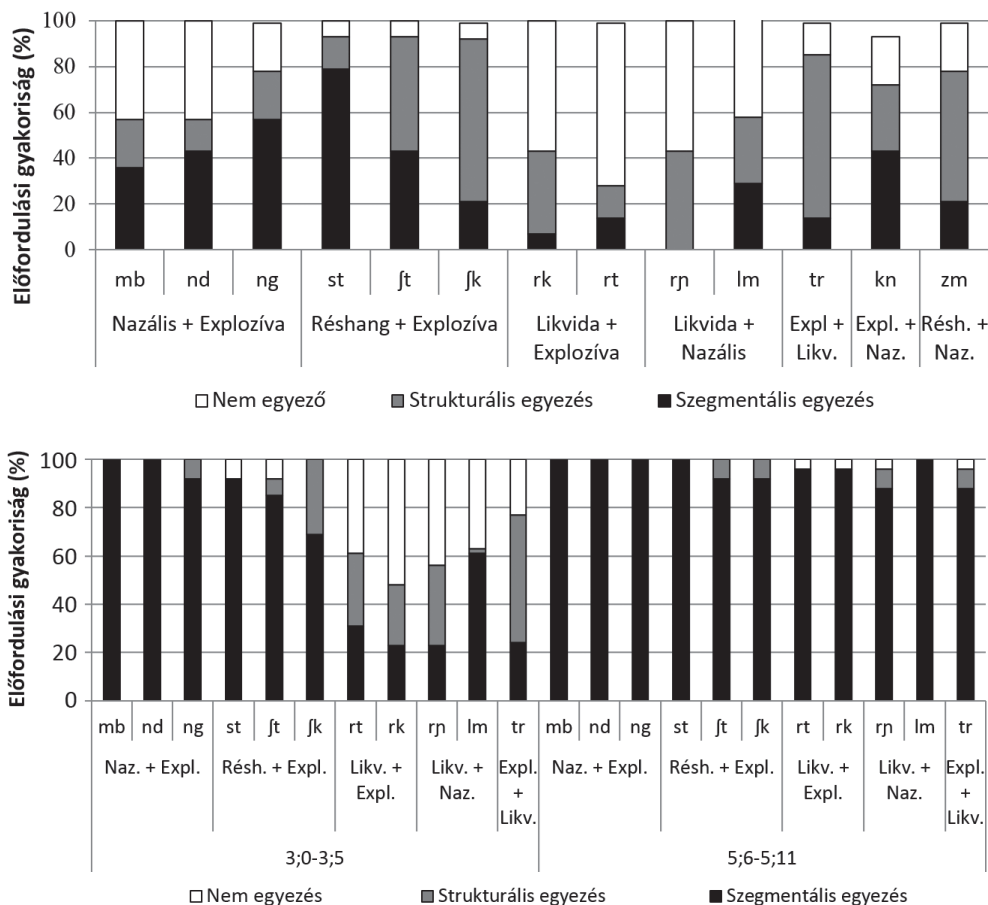 Előfordulási gyakoriság (%)
100
80
60
40
20
0
mb nd ng st ʃt ʃk rk rt rɲ lm tr kn zm
Nazális + Explozíva Réshang + Explozíva Likvida + Likvida + Expl + Expl. + Résh. +
Explozíva Nazális Likv. Naz. Naz.
Nem egyező Strukturális egyezés Szegmentális egyezés
Előfordulási gyakoriság (%)
100
80
60
40
20
0
mb nd ng st ʃt ʃk rt rk rɲ lm tr mb nd ng st ʃt ʃk rt rk rɲ lm tr
Naz. + Expl. Résh. + Expl. Likv. + Likv. + Expl. Naz. + Expl. Résh. + Expl. Likv. + Likv. + Expl.
Expl. Naz. + Expl. Naz. +
Likv. Likv.
3;0-3;5 5;6-5;11
Nem egyezés Strukturális egyezés Szegmentális egyezés